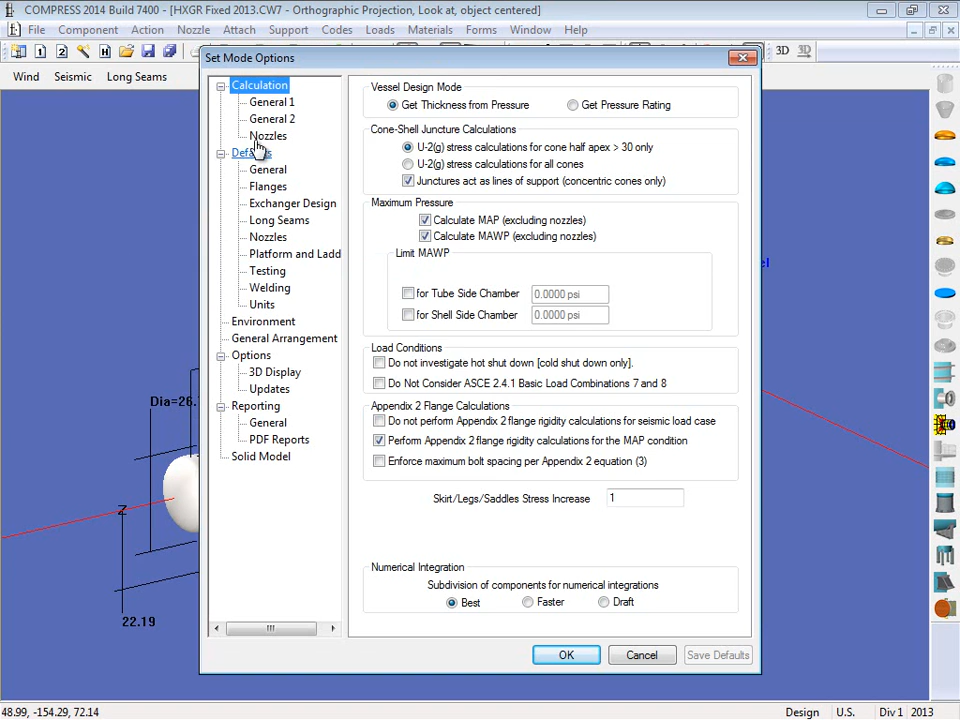 COMPRESS 2014 Build 7400 - [HXGR Fixed 2013.CW7 - Orthographic Projection, Look at, object centered]
File Component Action Nozzle Attach Support Codes Loads Materials Forms Window Help
3D 3D
Wind Seismic Long Seams
Set Mode Options
Calculation
General 1
General 2
Nozzles
General
Flanges
Exchanger Design
Long Seams
Nozzles
Platform and Ladd
Testing
Welding
Units
Environment
General Arrangement
Options
3D Display
Updates
Reporting
General
PDF Reports
Solid Model
Vessel Design Mode
Get Thickness from Pressure Get Pressure Rating
Cone-Shell Juncture Calculations
U-2(g) stress calculations for cone half apex > 30 only
U-2(g) stress calculations for all cones
Junctures act as lines of support (concentric cones only)
Maximum Pressure
Calculate MAP (excluding nozzles)
Calculate MAWP (excluding nozzles)
Limit MAWP
for Tube Side Chamber 0.0000 psi
for Shell Side Chamber 0.0000 psi
Load Conditions
Do not investigate hot shut down [cold shut down only].
Do Not Consider ASCE 2.4.1 Basic Load Combinations 7 and 8
Appendix 2 Flange Calculations
Do not perform Appendix 2 flange rigidity calculations for seismic load case
Perform Appendix 2 flange rigidity calculations for the MAP condition
Enforce maximum bolt spacing per Appendix 2 equation (3)
Skirt/Legs/Saddles Stress Increase 1
Numerical Integration
Subdivision of components for numerical integrations
Best Faster Draft
OK Cancel Save Defaults
Dia=26.
Z
22.19
el
48.99, -154.29, 72.14 Design U.S. Div 1 2013